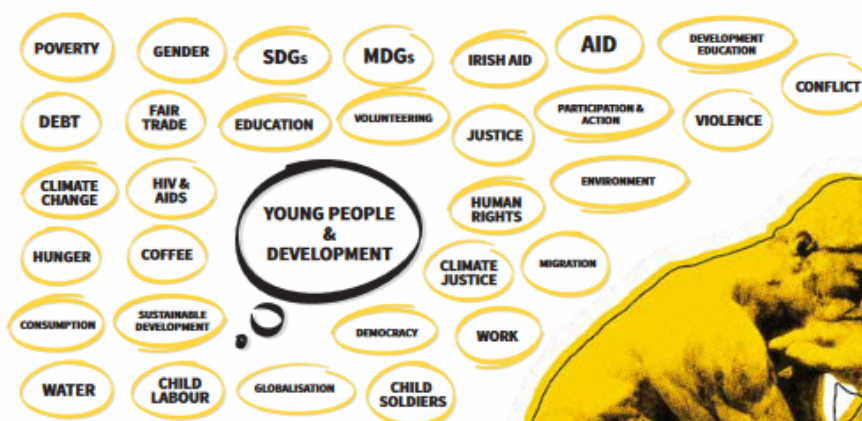 POVERTY
GENDER
SDGs
MDGs
IRISH AID
AID
DEVELOPMENT
EDUCATION
CONFLICT
DEBT
FAIR
TRADE
EDUCATION
VOLUNTEERING
JUSTICE
PARTICIPATION &
ACTION
VIOLENCE
CLIMATE
CHANGE
HIV &
AIDS
YOUNG PEOPLE
&
DEVELOPMENT
HUMAN
RIGHTS
ENVIRONMENT
HUNGER
COFFEE
CLIMATE
JUSTICE
MIGRATION
CONSUMPTION
SUSTAINABLE
DEVELOPMENT
DEMOCRACY
WORK
WATER
CHILD
LABOUR
GLOBALISATION
CHILD
SOLDIERS